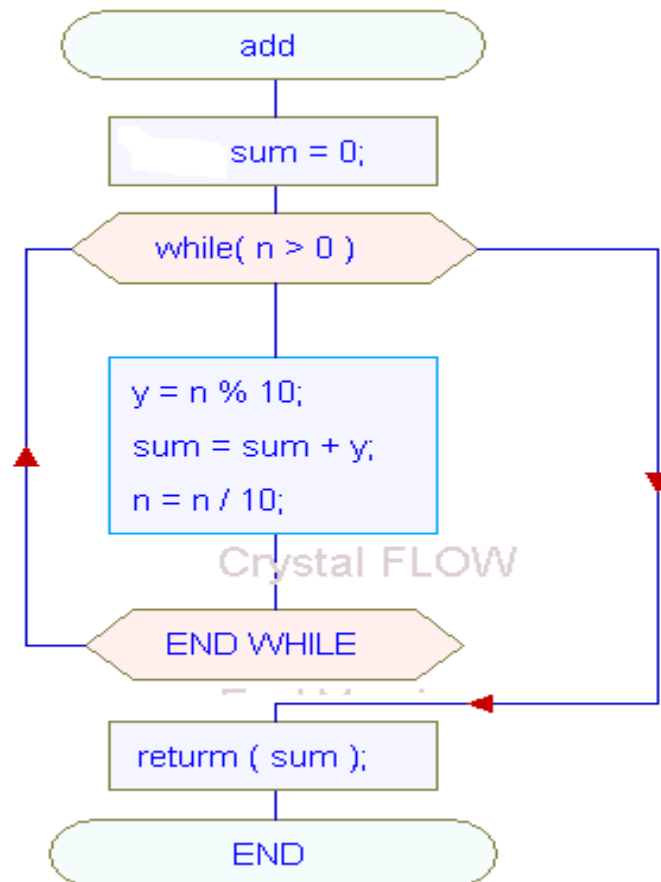 add
sum = 0;
while( n > 0 )
y = n % 10;
sum = sum + y;
n = n / 10;
Crystal FLOW
END WHILE
returm ( sum );
END